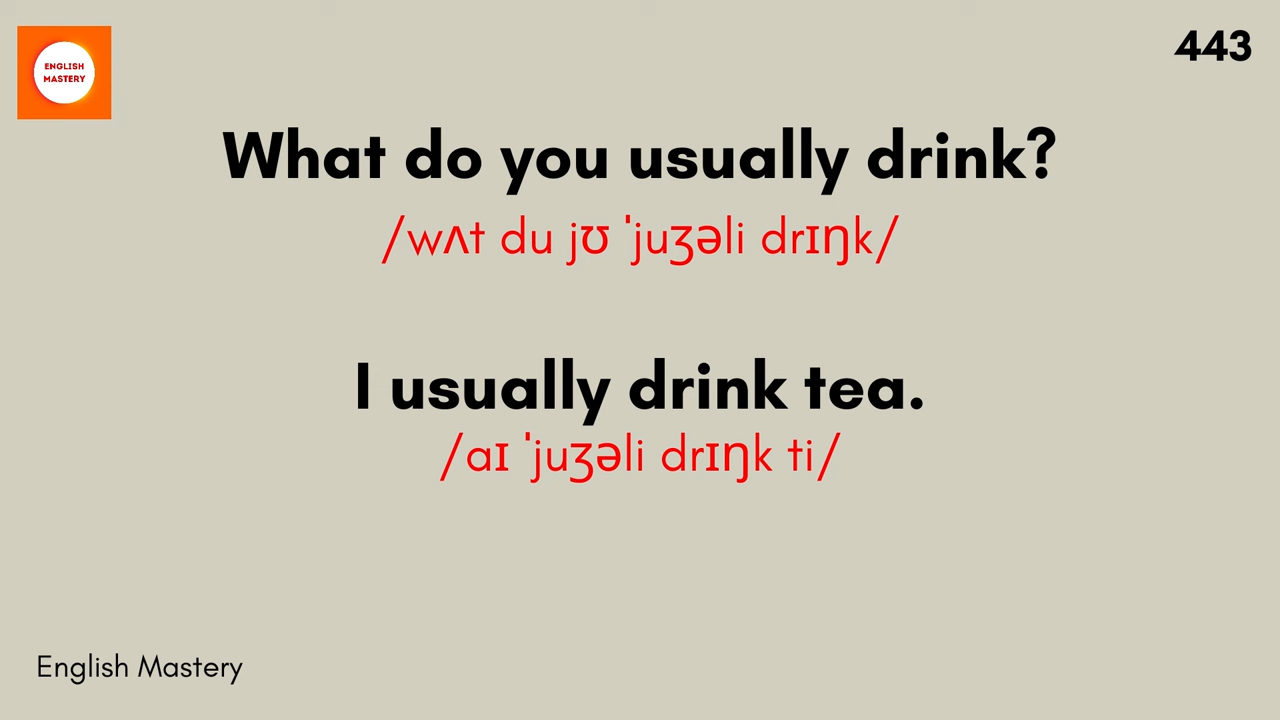 ENGLISH
MASTERY
443
What do you usually drink?
/wʌt du jʊ ˈjuʒəli drɪŋk/
I usually drink tea.
/aɪ ˈjuʒəli drɪŋk ti/
English Mastery